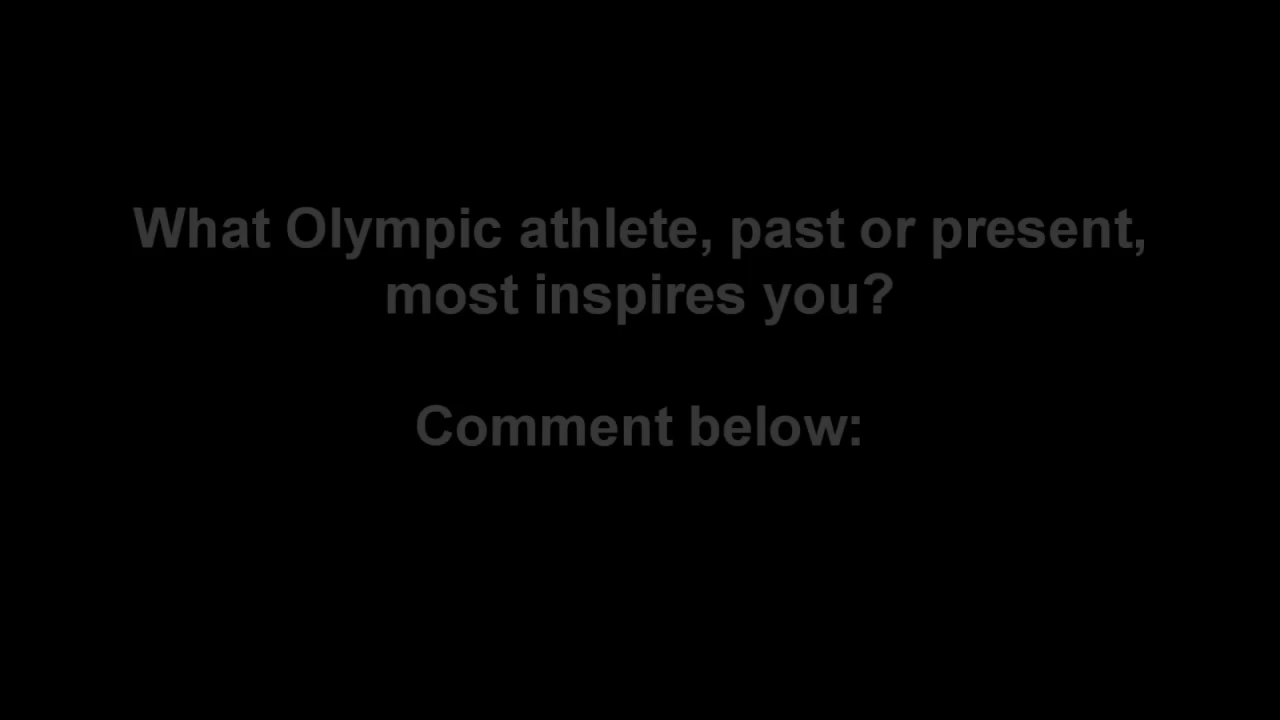 What Olympic athlete, past or present,
most inspires you?
Comment below: